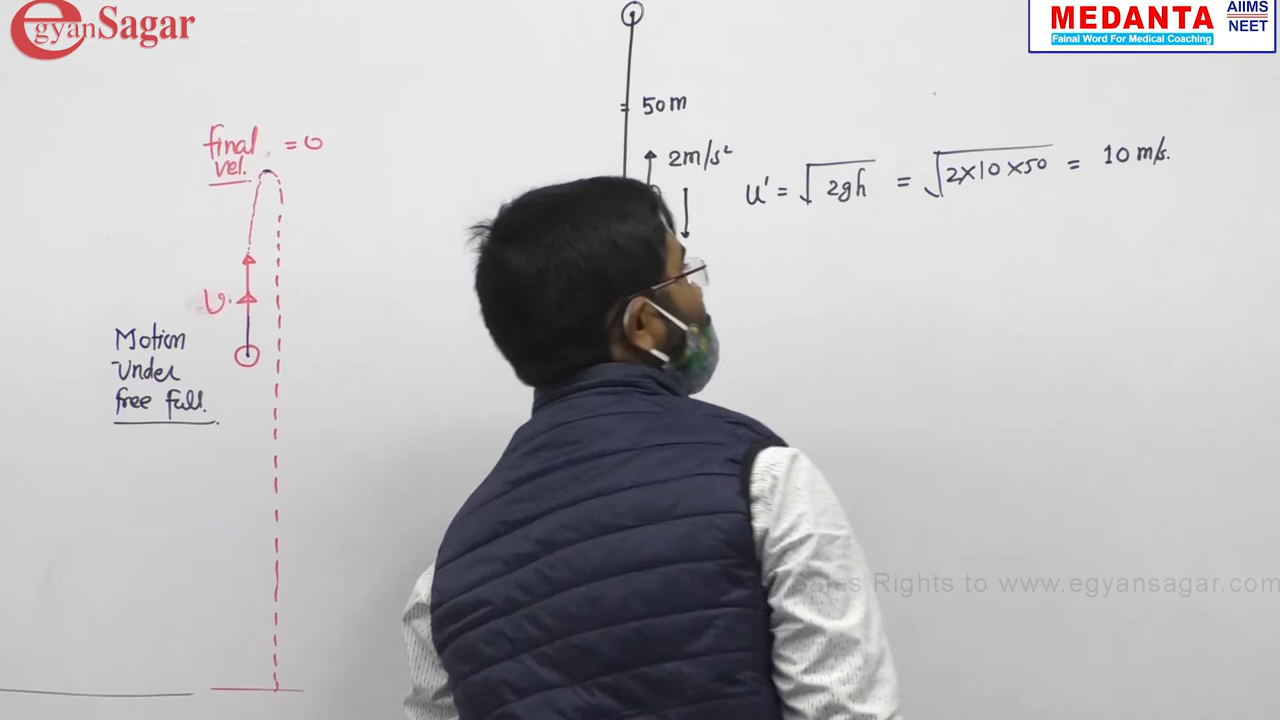 egyanSagar
MEDANTA
Fainal Word For Medical Coaching
AIIMS
NEET
final vel. = 0
U.
Motion
Under
free fall.
50m
2m/s²
u' = √2gh = √2×10×50 = 10 m/s.
Rights to www.egyansagar.com